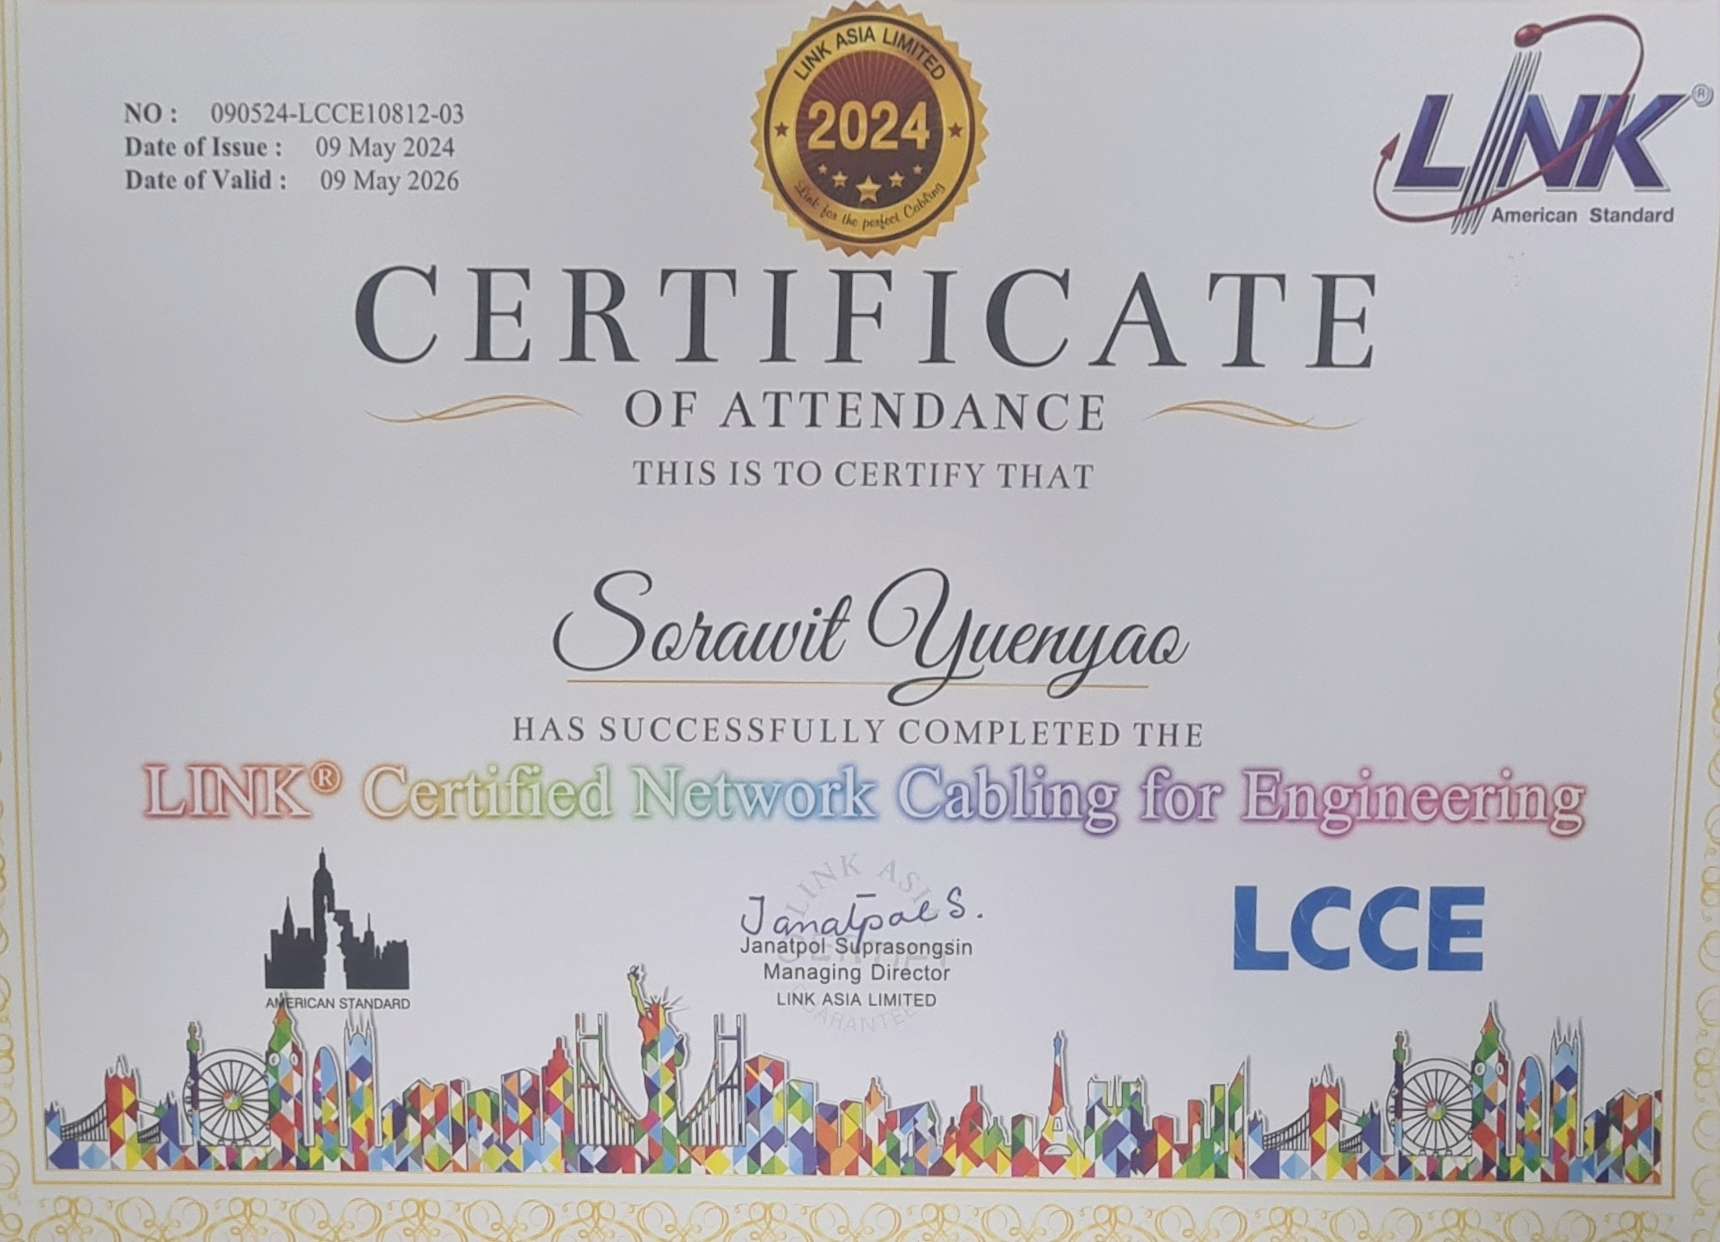 NO : 090524-LCCE10812-03
Date of Issue : 09 May 2024
Date of Valid : 09 May 2026
LINK ASIA LIMITED
2024
Link for the perfect Cabling
LINK®
American Standard
CERTIFICATE
OF ATTENDANCE
THIS IS TO CERTIFY THAT
Sorawit Yuenyao
HAS SUCCESSFULLY COMPLETED THE
LINK® Certified Network Cabling for Engineering
AMERICAN STANDARD
LINK ASI
Janatpol S.
Janatpol Suprasongsin
Managing Director
LINK ASIA LIMITED
GUARANTEE
LCCE